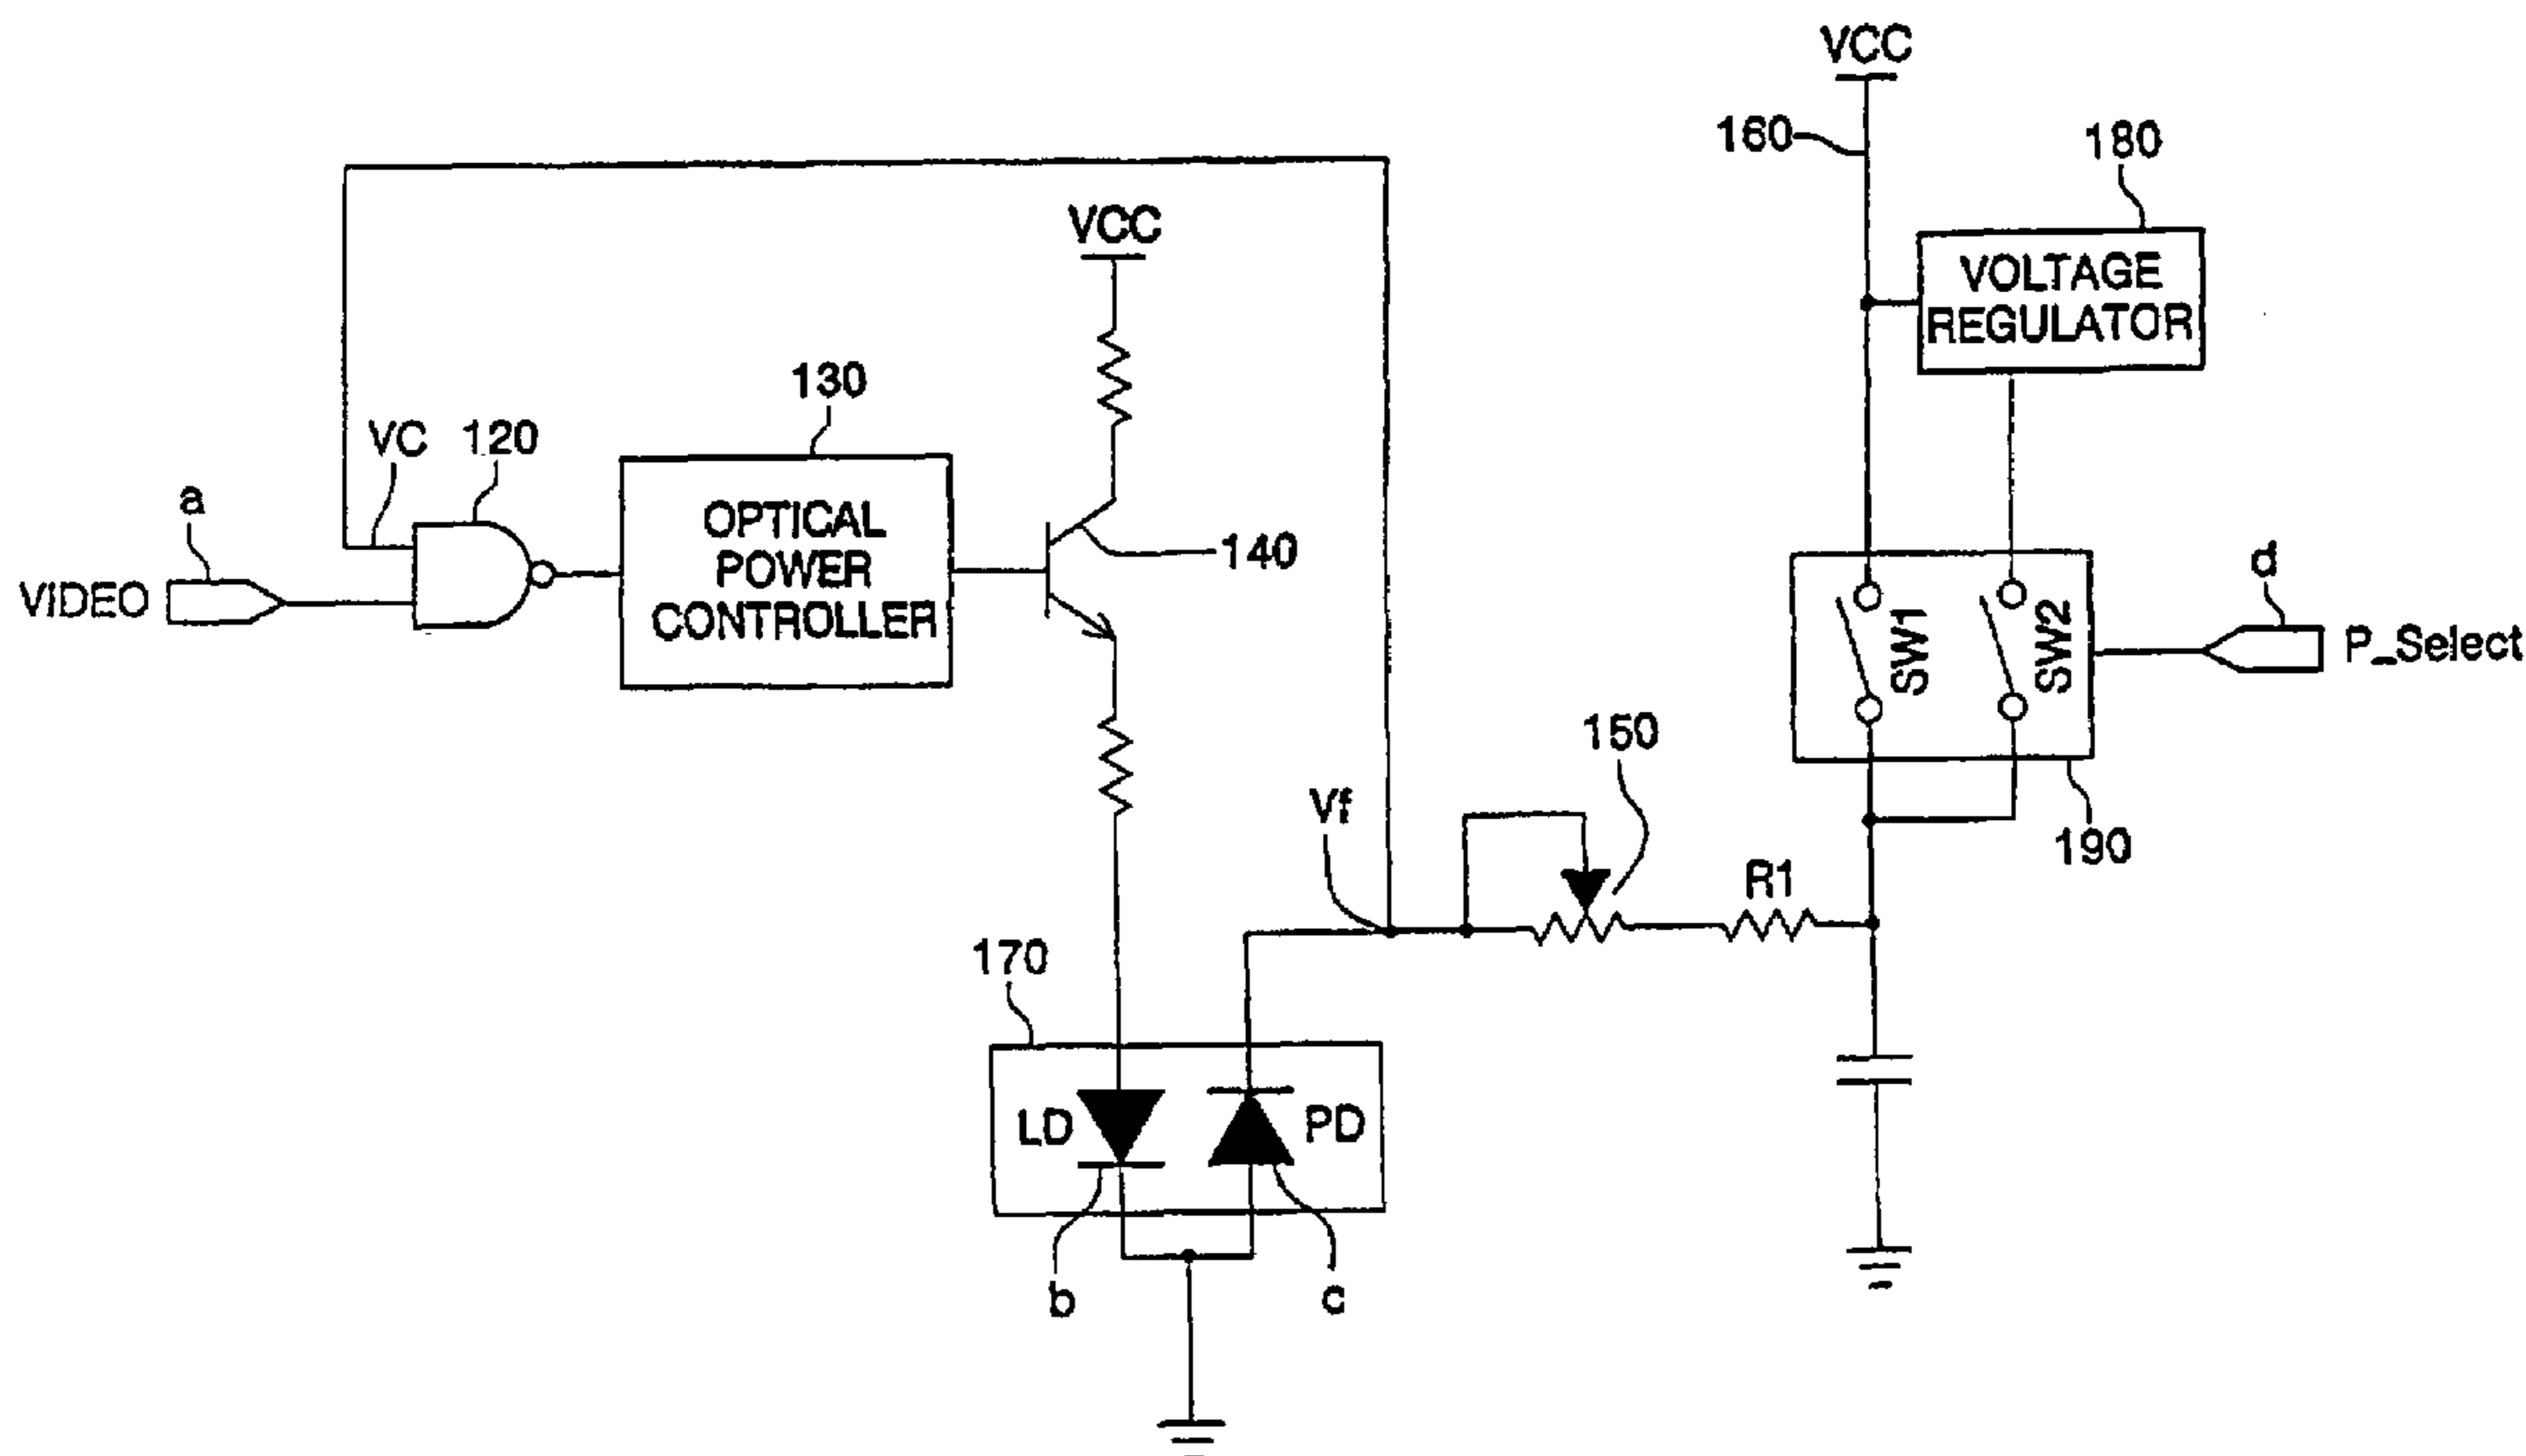 VCC
160
180
VOLTAGE
REGULATOR
VCC
130
VC
120
a
VIDEO
OPTICAL
POWER
CONTROLLER
140
SW1
SW2
d
P_Select
150
Vf
R1
190
170
LD
PD
b
c